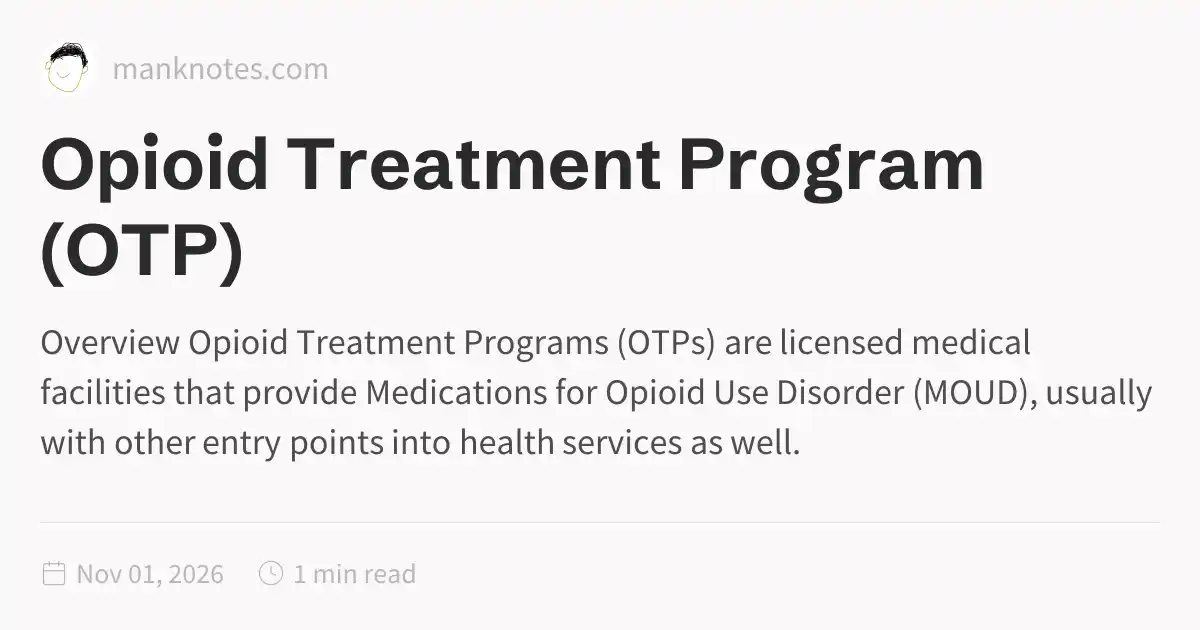 manknotes.com
Opioid Treatment Program
(OTP)
Overview Opioid Treatment Programs (OTPs) are licensed medical
facilities that provide Medications for Opioid Use Disorder (MOUD), usually
with other entry points into health services as well.
Nov 01, 2026 1 min read